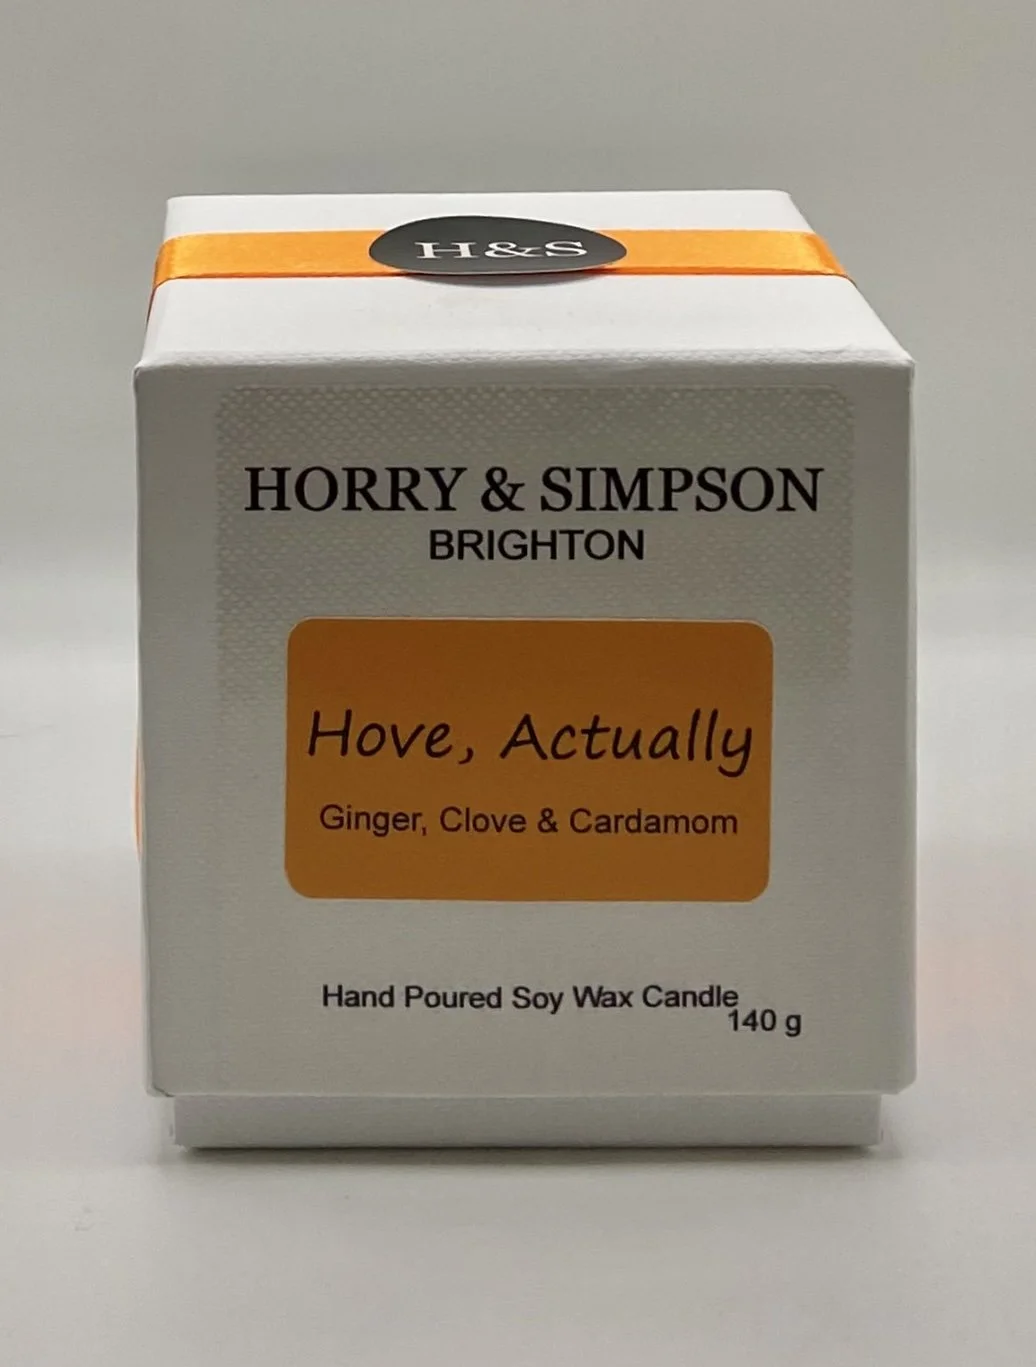 H&S
HORRY & SIMPSON
BRIGHTON
Hove, Actually
Ginger, Clove & Cardamom
Hand Poured Soy Wax Candle
140 g